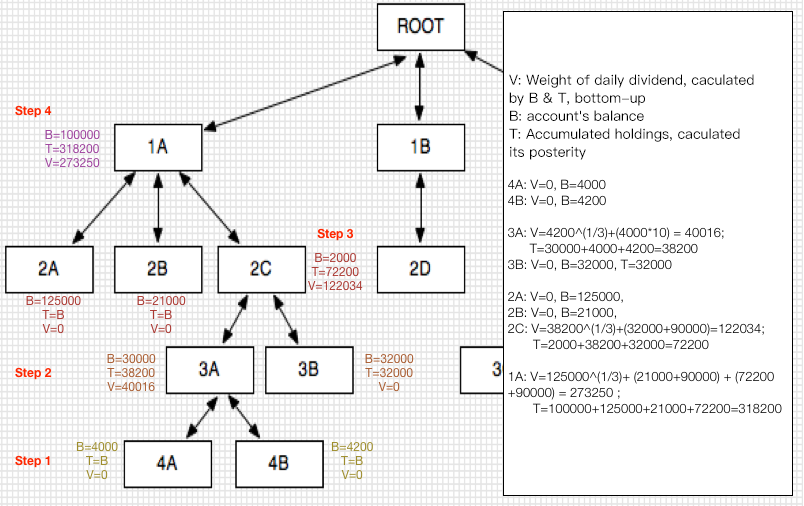 ROOT
V: Weight of daily dividend, caculated
by B & T, bottom-up
B: account's balance
T: Accumulated holdings, caculated
its posterity
4A: V=0, B=4000
4B: V=0, B=4200
3A: V=4200^(1/3)+(4000*10) = 40016;
T=30000+4000+4200=38200
3B: V=0, B=32000, T=32000
2A: V=0, B=125000,
2B: V=0, B=21000,
2C: V=38200^(1/3)+(32000+90000)=122034;
T=2000+38200+32000=72200
1A: V=125000^(1/3)+ (21000+90000) + (72200
+90000) = 273250 ;
T=100000+125000+21000+72200=318200
Step 4
B=100000
T=318200
V=273250
1A
1B
Step 3
2A
2B
2C
B=2000
T=72200
V=122034
2D
B=125000
T=B
V=0
B=21000
T=B
V=0
Step 2
B=30000
T=38200
V=40016
3A
3B
B=32000
T=32000
V=0
Step 1
B=4000
T=B
V=0
4A
4B
B=4200
T=B
V=0